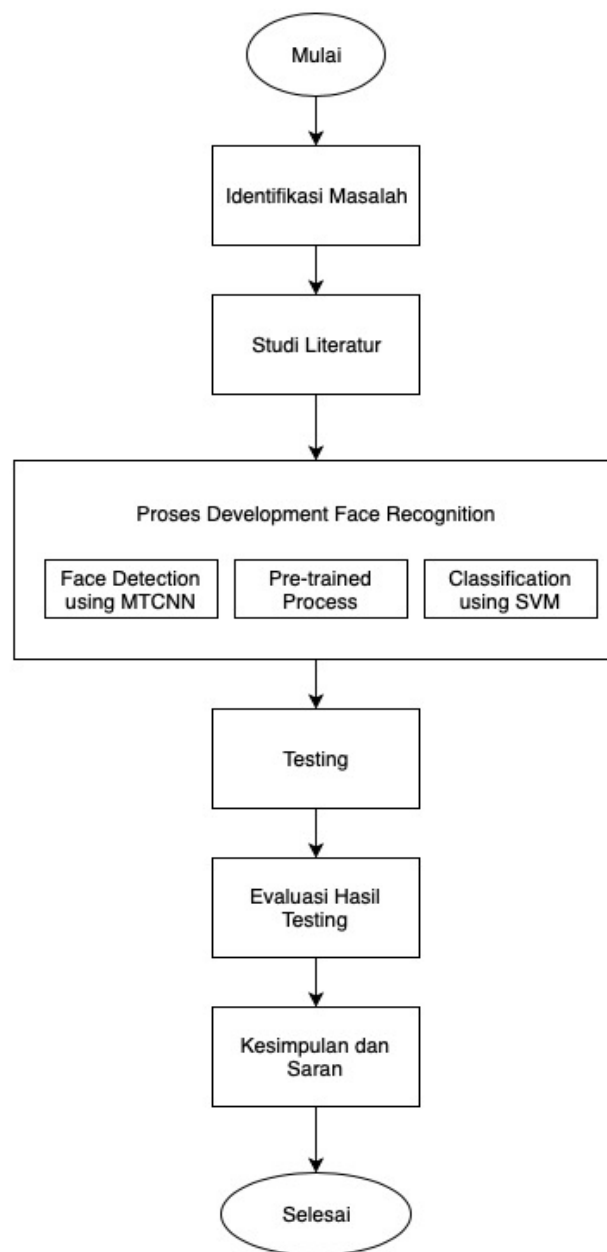 Mulai
Identifikasi Masalah
Studi Literatur
Proses Development Face Recognition
Face Detection
using MTCNN
Pre-trained
Process
Classification
using SVM
Testing
Evaluasi Hasil
Testing
Kesimpulan dan
Saran
Selesai